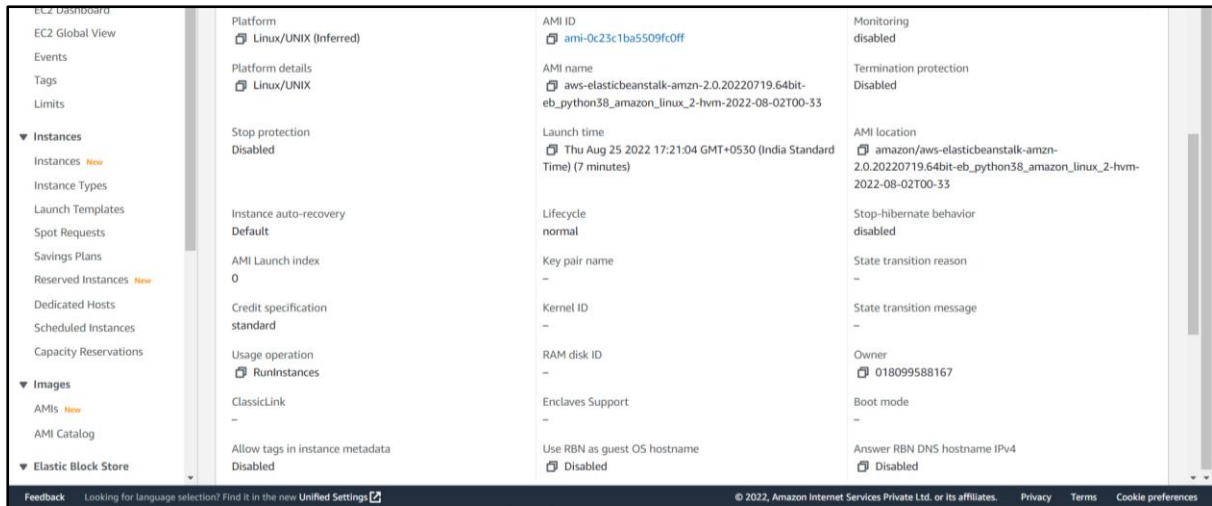 EC2 Dashboard
EC2 Global View
Events
Tags
Limits
Instances
Instances New
Instance Types
Launch Templates
Spot Requests
Savings Plans
Reserved Instances New
Dedicated Hosts
Scheduled Instances
Capacity Reservations
Images
AMIs New
AMI Catalog
Elastic Block Store
Platform
Linux/UNIX (Inferred)
AMI ID
ami-0c23c1ba5509fc0ff
Monitoring
disabled
Platform details
Linux/UNIX
AMI name
aws-elasticbeanstalk-amzn-2.0.20220719.64bit-
eb_python38_amazon_linux_2-hvm-2022-08-02T00-33
Termination protection
Disabled
Stop protection
Disabled
Launch time
Thu Aug 25 2022 17:21:04 GMT+0530 (India Standard
Time) (7 minutes)
AMI location
amazon/aws-elasticbeanstalk-amzn-
2.0.20220719.64bit-eb_python38_amazon_linux_2-hvm-
2022-08-02T00-33
Instance auto-recovery
Default
Lifecycle
normal
Stop-hibernate behavior
disabled
AMI Launch index
0
Key pair name
–
State transition reason
–
Credit specification
standard
Kernel ID
–
State transition message
–
Usage operation
RunInstances
RAM disk ID
–
Owner
018099588167
ClassicLink
–
Enclaves Support
–
Boot mode
–
Allow tags in instance metadata
Disabled
Use RBN as guest OS hostname
Disabled
Answer RBN DNS hostname IPv4
Disabled
Feedback Looking for language selection? Find it in the new Unified Settings © 2022, Amazon Internet Services Private Ltd. or its affiliates. Privacy Terms Cookie preferences